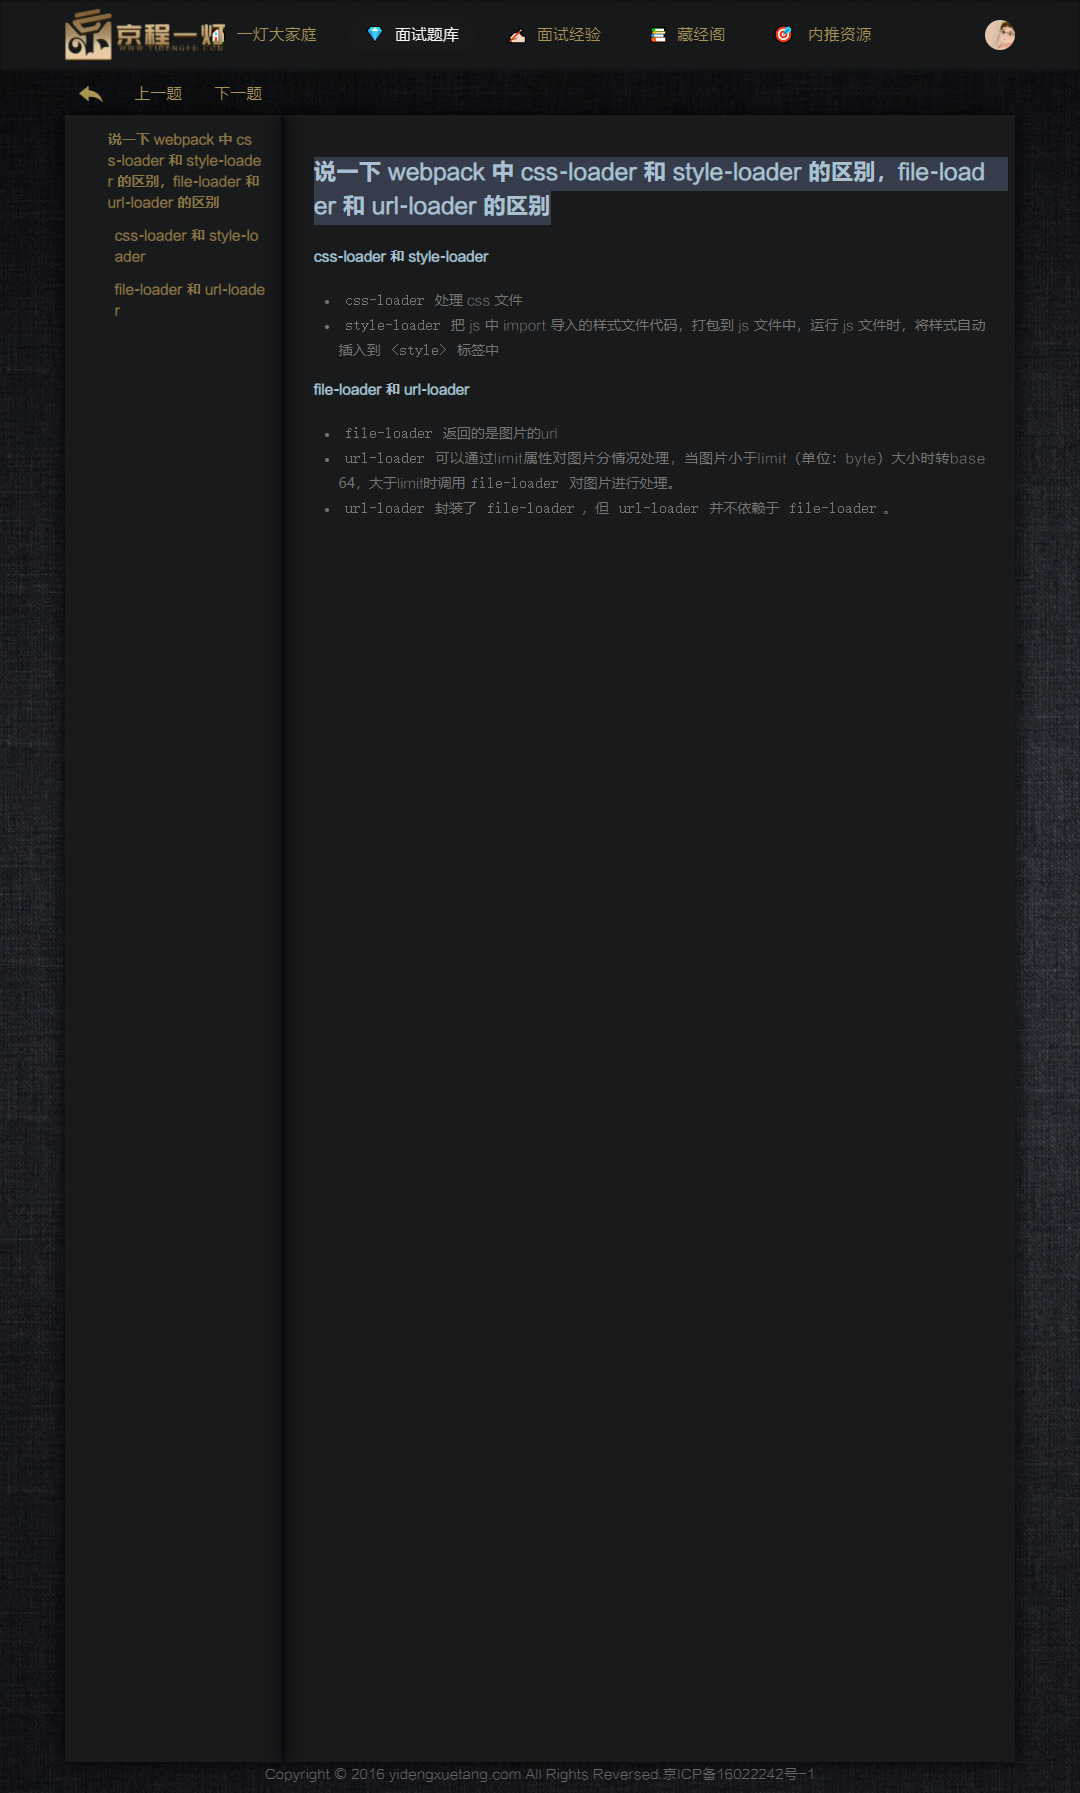 京程一灯
WWW.YIDENGFE.COM
一灯大家庭
面试题库
面试经验
藏经阁
内推资源
上一题
下一题
说一下 webpack 中 cs
s-loader 和 style-loade
r 的区别，file-loader 和
url-loader 的区别
css-loader 和 style-lo
ader
file-loader 和 url-loade
r
说一下 webpack 中 css-loader 和 style-loader 的区别，file-load
er 和 url-loader 的区别
css-loader 和 style-loader
css-loader 处理 css 文件
style-loader 把 js 中 import 导入的样式文件代码，打包到 js 文件中，运行 js 文件时，将样式自动
插入到 <style> 标签中
file-loader 和 url-loader
file-loader 返回的是图片的url
url-loader 可以通过limit属性对图片分情况处理，当图片小于limit（单位：byte）大小时转base
64，大于limit时调用 file-loader 对图片进行处理。
url-loader 封装了 file-loader ，但 url-loader 并不依赖于 file-loader 。
Copyright © 2016 yidengxuetang.com All Rights Reversed.京ICP备16022242号-1